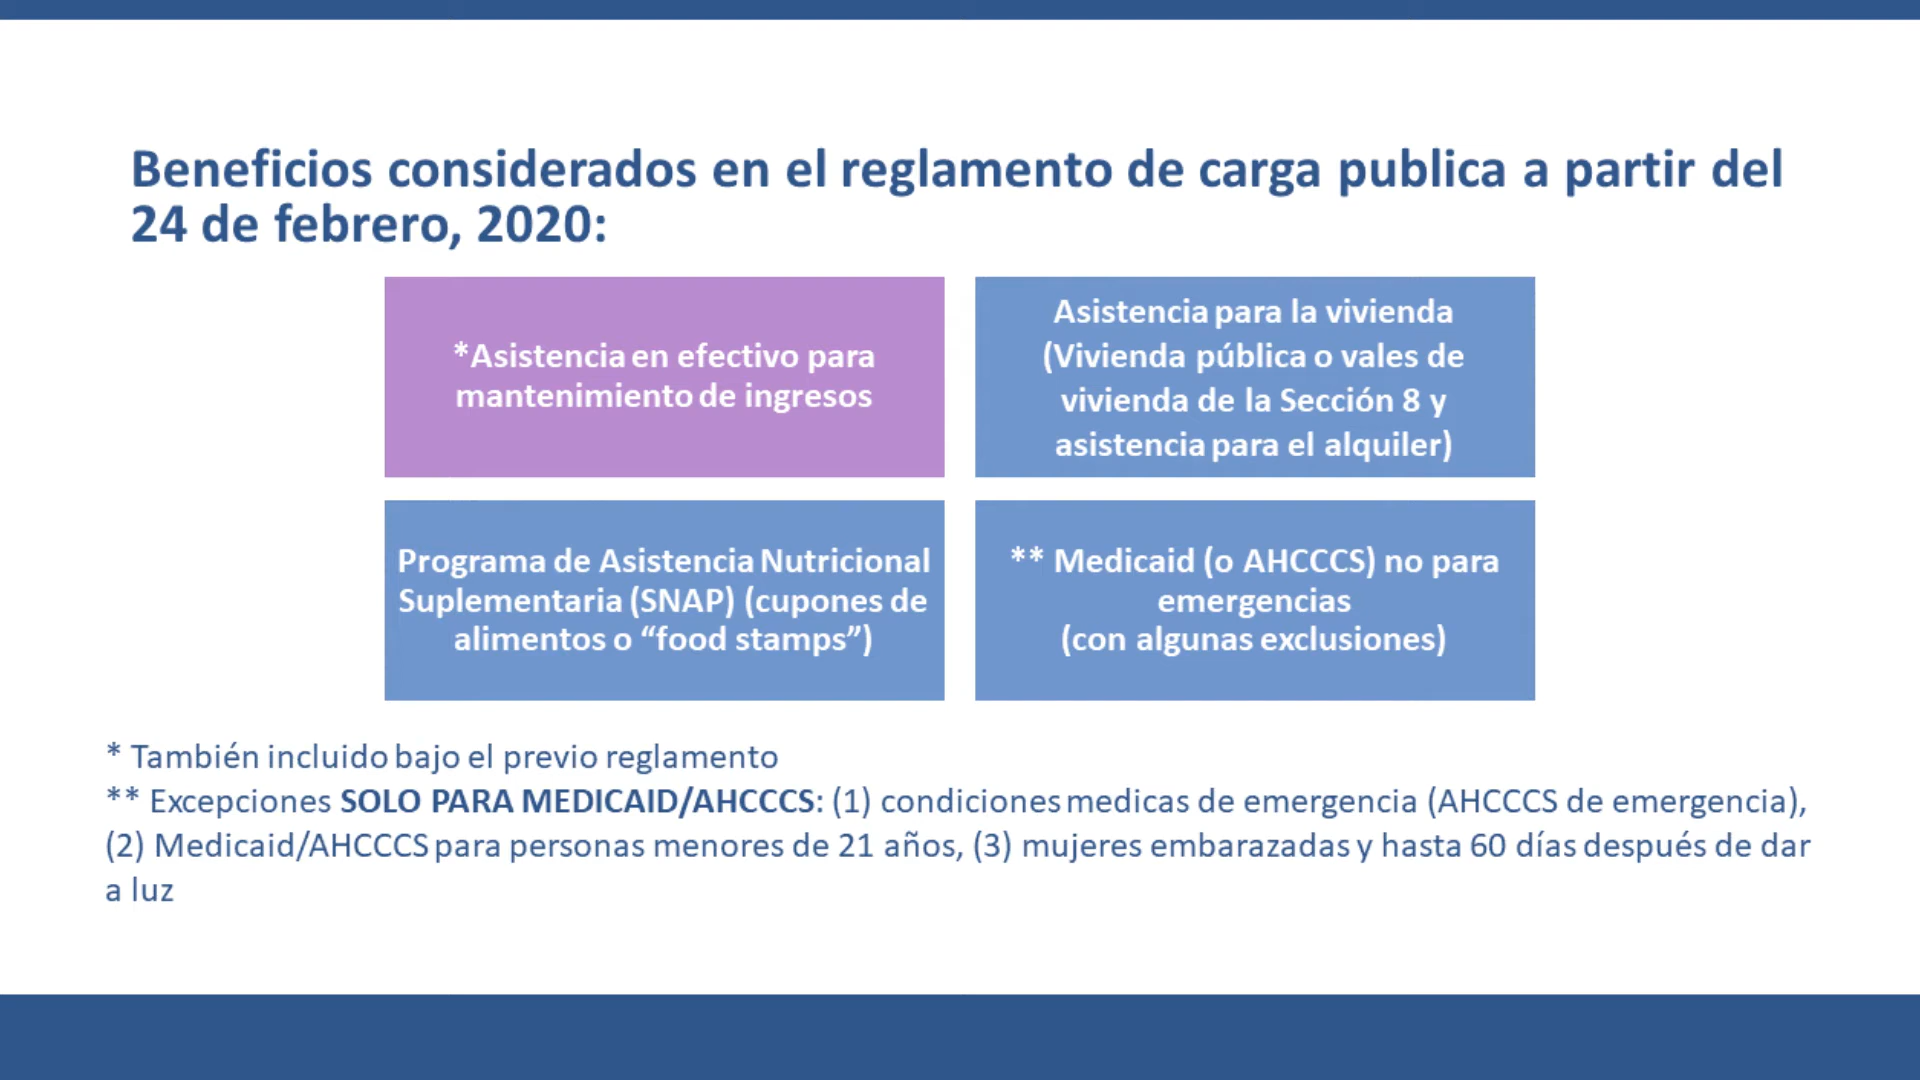 Beneficios considerados en el reglamento de carga publica a partir del
24 de febrero, 2020:
*Asistencia en efectivo para
mantenimiento de ingresos
Asistencia para la vivienda
(Vivienda pública o vales de
vivienda de la Sección 8 y
asistencia para el alquiler)
Programa de Asistencia Nutricional
Suplementaria (SNAP) (cupones de
alimentos o “food stamps”)
** Medicaid (o AHCCCS) no para
emergencias
(con algunas exclusiones)
* También incluido bajo el previo reglamento
** Excepciones SOLO PARA MEDICAID/AHCCCS: (1) condiciones medicas de emergencia (AHCCCS de emergencia),
(2) Medicaid/AHCCCS para personas menores de 21 años, (3) mujeres embarazadas y hasta 60 días después de dar
a luz